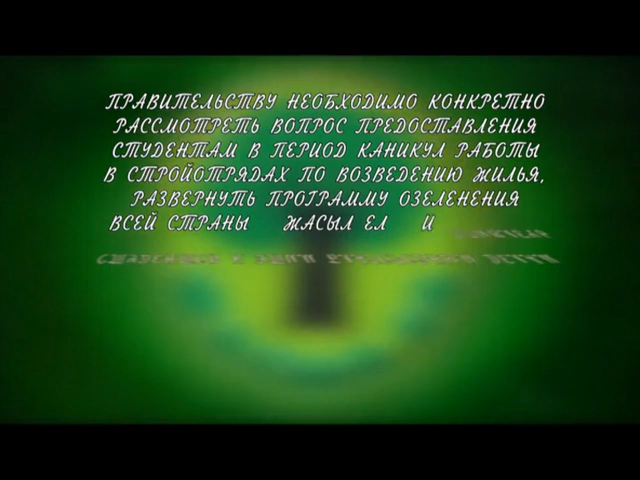 ПРАВИТЕЛЬСТВУ НЕОБХОДИМО КОНКРЕТНО
РАССМОТРЕТЬ ВОПРОС ПРЕДОСТАВЛЕНИЯ
СТУДЕНТАМ В ПЕРИОД КАНИКУЛ РАБОТЫ
В СТРОЙОТРЯДАХ ПО ВОЗВЕДЕНИЮ ЖИЛЬЯ,
РАЗВЕРНУТЬ ПРОГРАММУ ОЗЕЛЕНЕНИЯ
ВСЕЙ СТРАНЫ ЖАСЫЛ ЕЛ И